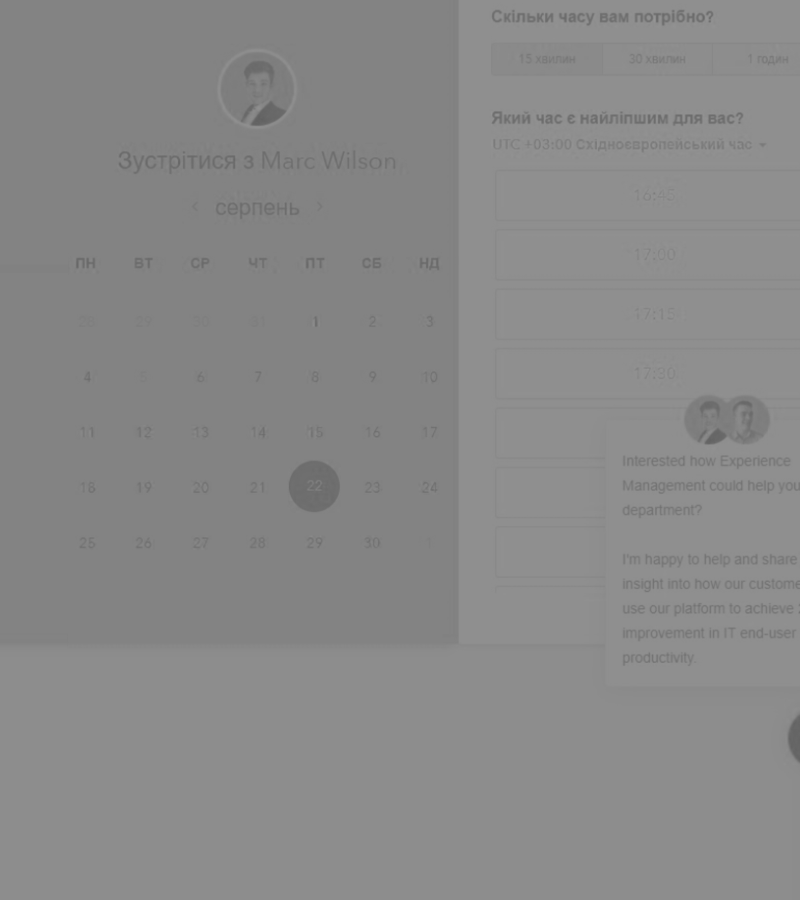 Зустрітися з Marc Wilson
серпень
ПН ВТ СР ЧТ ПТ СБ НД
28 29 30 31 1 2 3
4 5 6 7 8 9 10
11 12 13 14 15 16 17
18 19 20 21 22 23 24
25 26 27 28 29 30 1
Скільки часу вам потрібно?
15 хвилин 30 хвилин 1 годин
Який час є найліпшим для вас?
UTC +03:00 Східноєвропейський час
16:45
17:00
17:15
17:30
Interested how Experience
Management could help you
department?
I'm happy to help and share
insight into how our custome
use our platform to achieve
improvement in IT end-user
productivity.